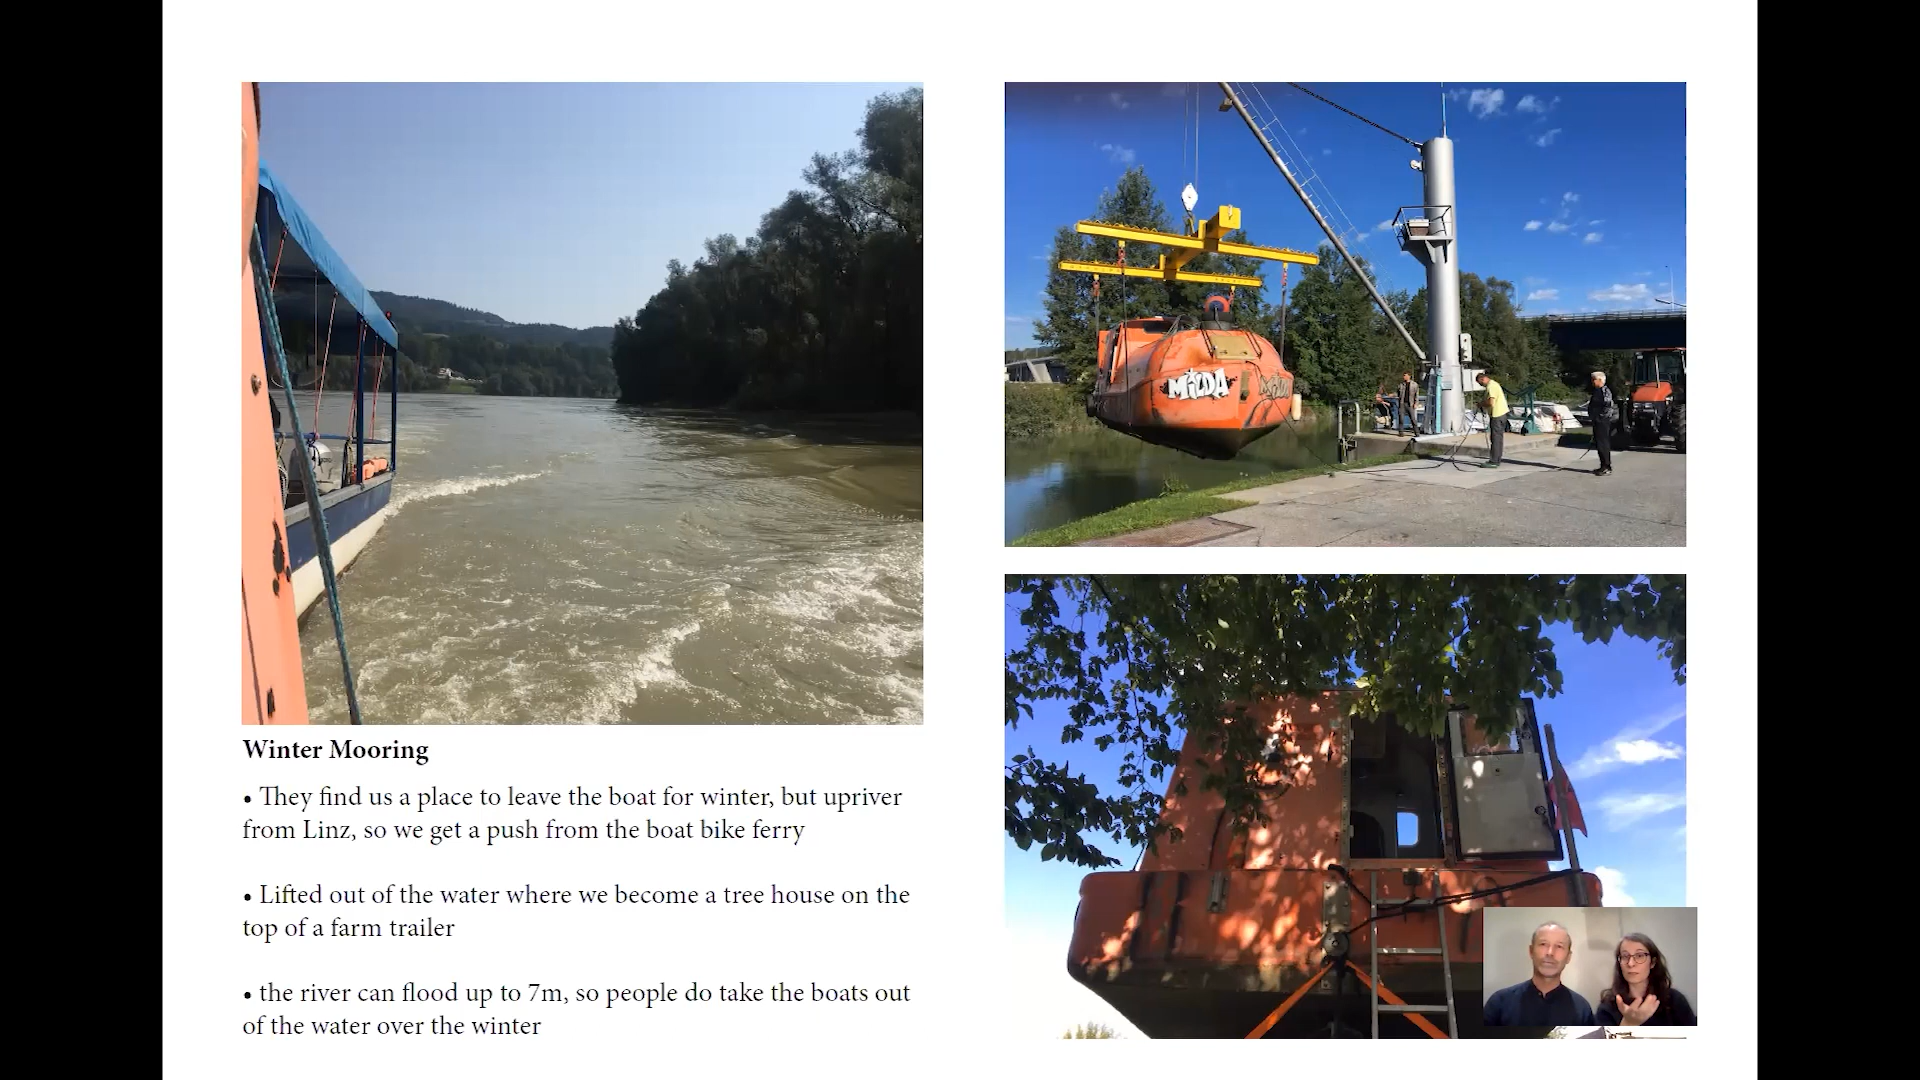 MILDA
Winter Mooring
• They find us a place to leave the boat for winter, but upriver
from Linz, so we get a push from the boat bike ferry
• Lifted out of the water where we become a tree house on the
top of a farm trailer
• the river can flood up to 7m, so people do take the boats out
of the water over the winter